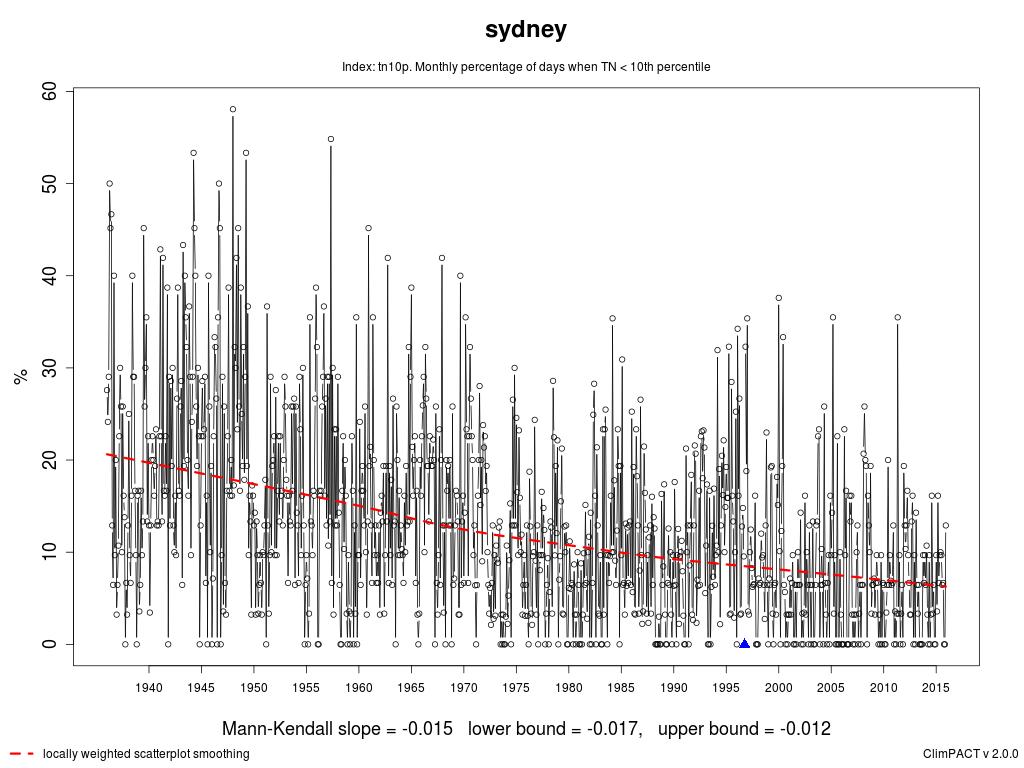 sydney
Index: tn10p. Monthly percentage of days when TN < 10th percentile
60
50
40
30
20
10
0
%
1940 1945 1950 1955 1960 1965 1970 1975 1980 1985 1990 1995 2000 2005 2010 2015
Mann-Kendall slope = -0.015 lower bound = -0.017, upper bound = -0.012
locally weighted scatterplot smoothing
ClimPACT v 2.0.0